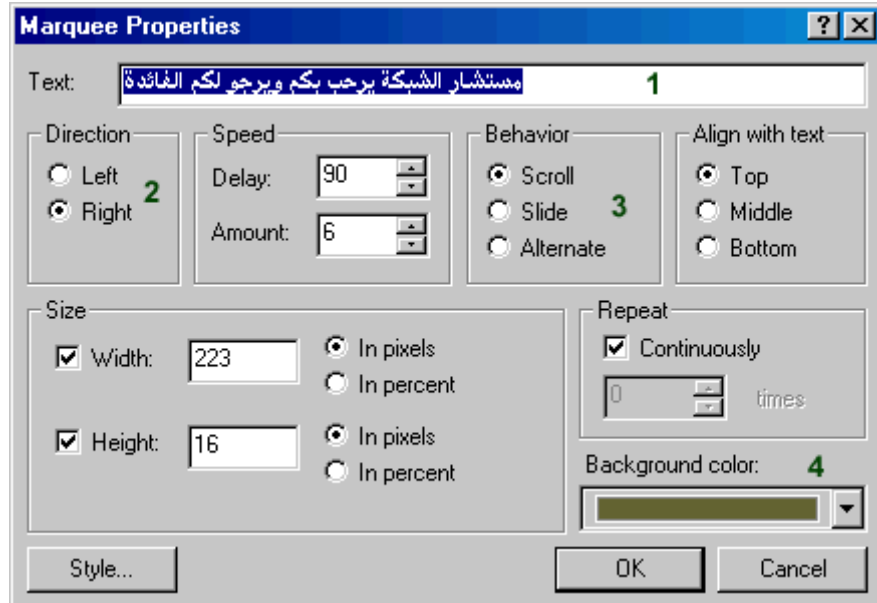 Marquee Properties
Text: مستشار الشبكة يرحب بكم ويرجو لكم الفائدة 1
Direction
Left
Right
2
Speed
Delay: 90
Amount: 6
Behavior
Scroll
Slide 3
Alternate
Align with text
Top
Middle
Bottom
Size
Width: 223
In pixels
In percent
Height: 16
In pixels
In percent
Repeat
Continuously
0 times
Background color: 4
Style...
OK
Cancel